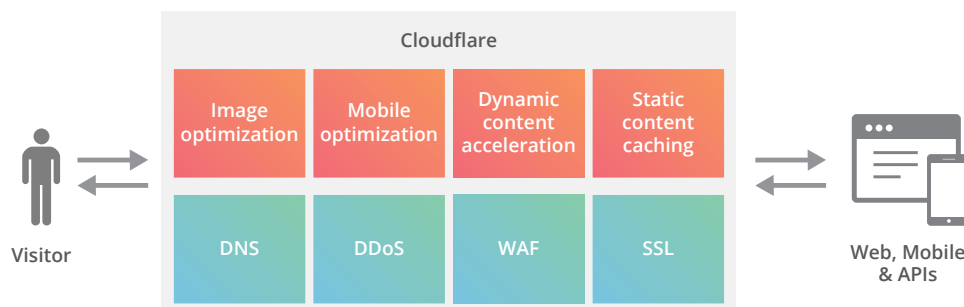 Cloudflare
Image
optimization
Mobile
optimization
Dynamic
content
acceleration
Static
content
caching
DNS
DDoS
WAF
SSL
Visitor
Web, Mobile
& APIs